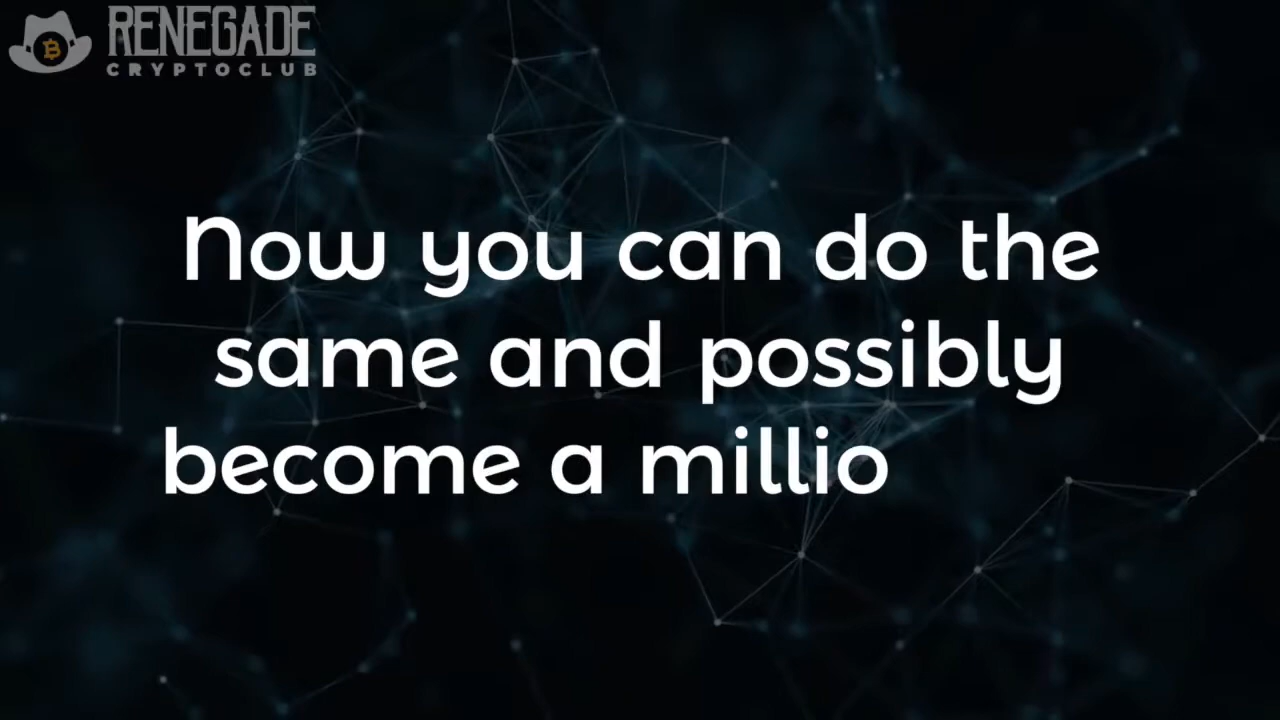 RENEGADE
CRYPTOCLUB
Now you can do the
same and possibly
become a millio